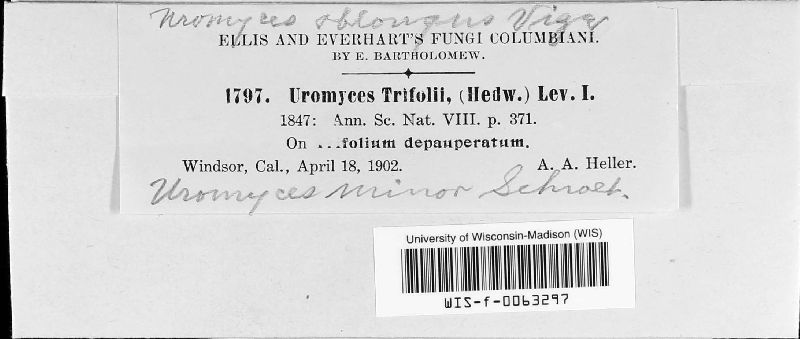 Uromyces oblongus Vize
ELLIS AND EVERHART'S FUNGI COLUMBIANI.
BY E. BARTHOLOMEW.
1797. Uromyces Trifolii, (Hedw.) Lev. I.
1847: Ann. Sc. Nat. VIII. p. 371.
On ...folium depauperatum.
Windsor, Cal., April 18, 1902. A. A. Heller.
Uromyces minor Schroet.
University of Wisconsin-Madison (WIS)
WIS-f-0063297